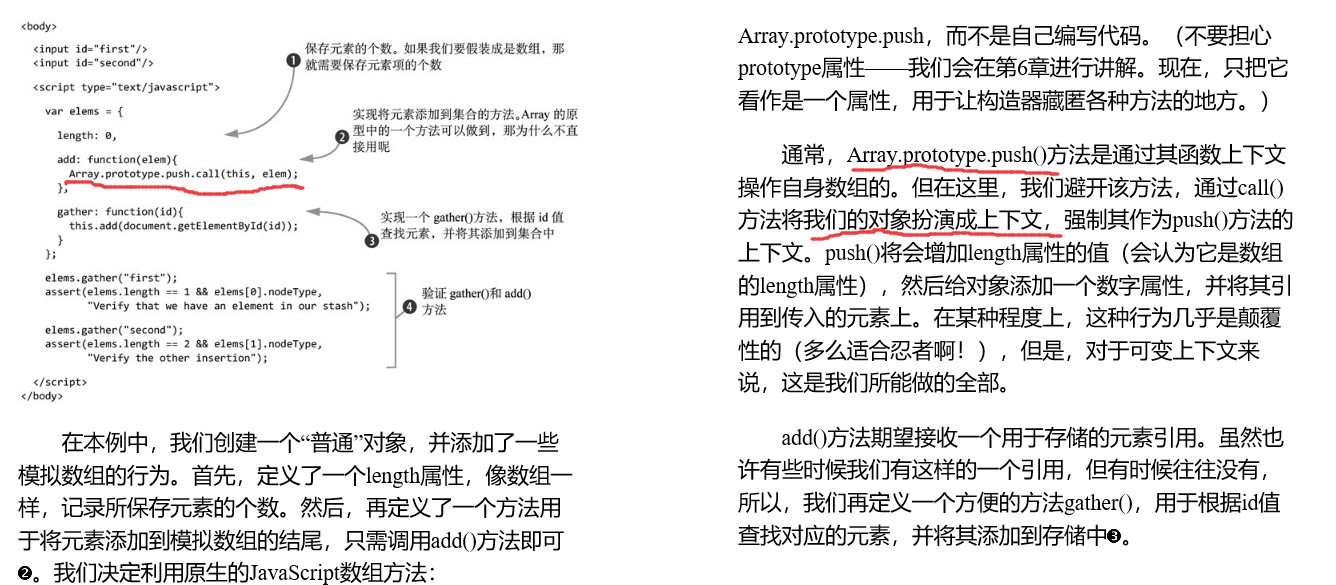 <body>
<input id="first"/>
<input id="second"/>
<script type="text/javascript">
var elems = {
length: 0,
add: function(elem){
Array.prototype.push.call(this, elem);
},
gather: function(id){
this.add(document.getElementById(id));
}
};
elems.gather("first");
assert(elems.length == 1 && elems[0].nodeType,
"Verify that we have an element in our stash");
elems.gather("second");
assert(elems.length == 2 && elems[1].nodeType,
"Verify the other insertion");
</script>
</body>
❶ 保存元素的个数。如果我们要假装成是数组，那
就需要保存元素项的个数
❷ 实现将元素添加到集合的方法。Array 的原
型中的一个方法可以做到，那为什么不直
接用呢
❸ 实现一个 gather()方法，根据 id 值
查找元素，并将其添加到集合中
❹ 验证 gather()和 add()
方法
在本例中，我们创建一个“普通”对象，并添加了一些
模拟数组的行为。首先，定义了一个length属性，像数组一
样，记录所保存元素的个数。然后，再定义了一个方法用
于将元素添加到模拟数组的结尾，只需调用add()方法即可
❷。我们决定利用原生的JavaScript数组方法：
Array.prototype.push，而不是自己编写代码。（不要担心
prototype属性——我们会在第6章进行讲解。现在，只把它
看作是一个属性，用于让构造器藏匿各种方法的地方。）
通常，Array.prototype.push()方法是通过其函数上下文
操作自身数组的。但在这里，我们避开该方法，通过call()
方法将我们的对象扮演成上下文，强制其作为push()方法的
上下文。push()将会增加length属性的值（会认为它是数组
的length属性），然后给对象添加一个数字属性，并将其引
用到传入的元素上。在某种程度上，这种行为几乎是颠覆
性的（多么适合忍者啊！），但是，对于可变上下文来
说，这是我们所能做的全部。
add()方法期望接收一个用于存储的元素引用。虽然也
许有些时候我们有这样的一个引用，但有时候往往没有，
所以，我们再定义一个方便的方法gather()，用于根据id值
查找对应的元素，并将其添加到存储中❸。